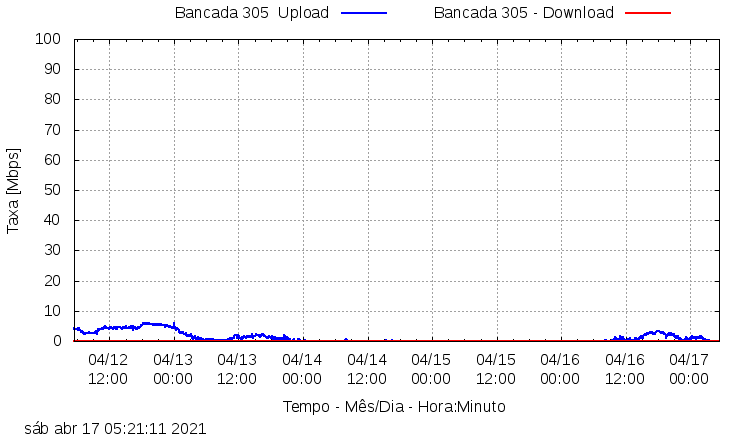 Bancada 305  Upload
Bancada 305 - Download
Taxa [Mbps]
100
90
80
70
60
50
40
30
20
10
0
04/12 04/13 04/13 04/14 04/14 04/15 04/15 04/16 04/16 04/17
12:00 00:00 12:00 00:00 12:00 00:00 12:00 00:00 12:00 00:00
Tempo - Mês/Dia - Hora:Minuto
sáb abr 17 05:21:11 2021